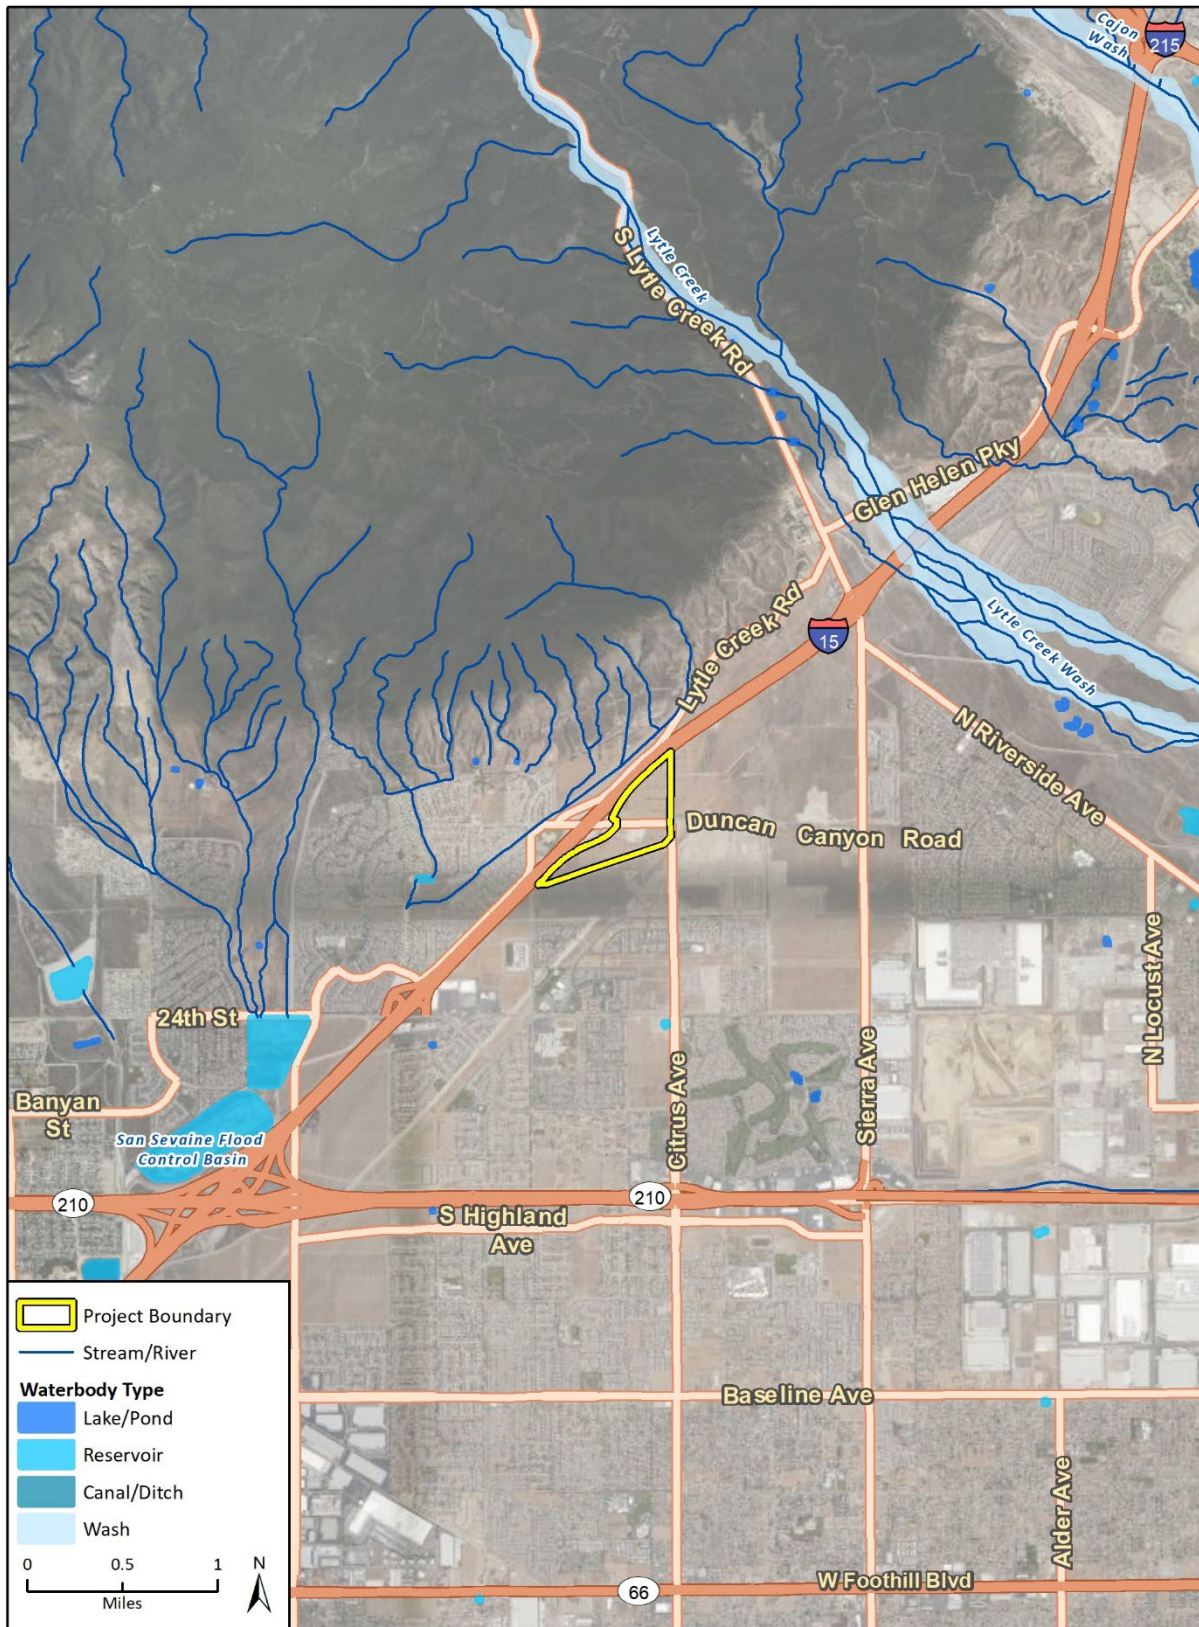 Cajon
Wash
215
Lytle Creek
S Lytle Creek Rd
Glen Helen Pky
Lytle Creek Rd
15
Lytle Creek Wash
N Riverside Ave
Duncan Canyon Road
24th St
N Locust Ave
Banyan
St
Citrus Ave
Sierra Ave
San Sevaine Flood
Control Basin
210
210
S Highland
Ave
Baseline Ave
Alder Ave
W Foothill Blvd
66
Project Boundary
Stream/River
Waterbody Type
Lake/Pond
Reservoir
Canal/Ditch
Wash
0 0.5 1
Miles
N